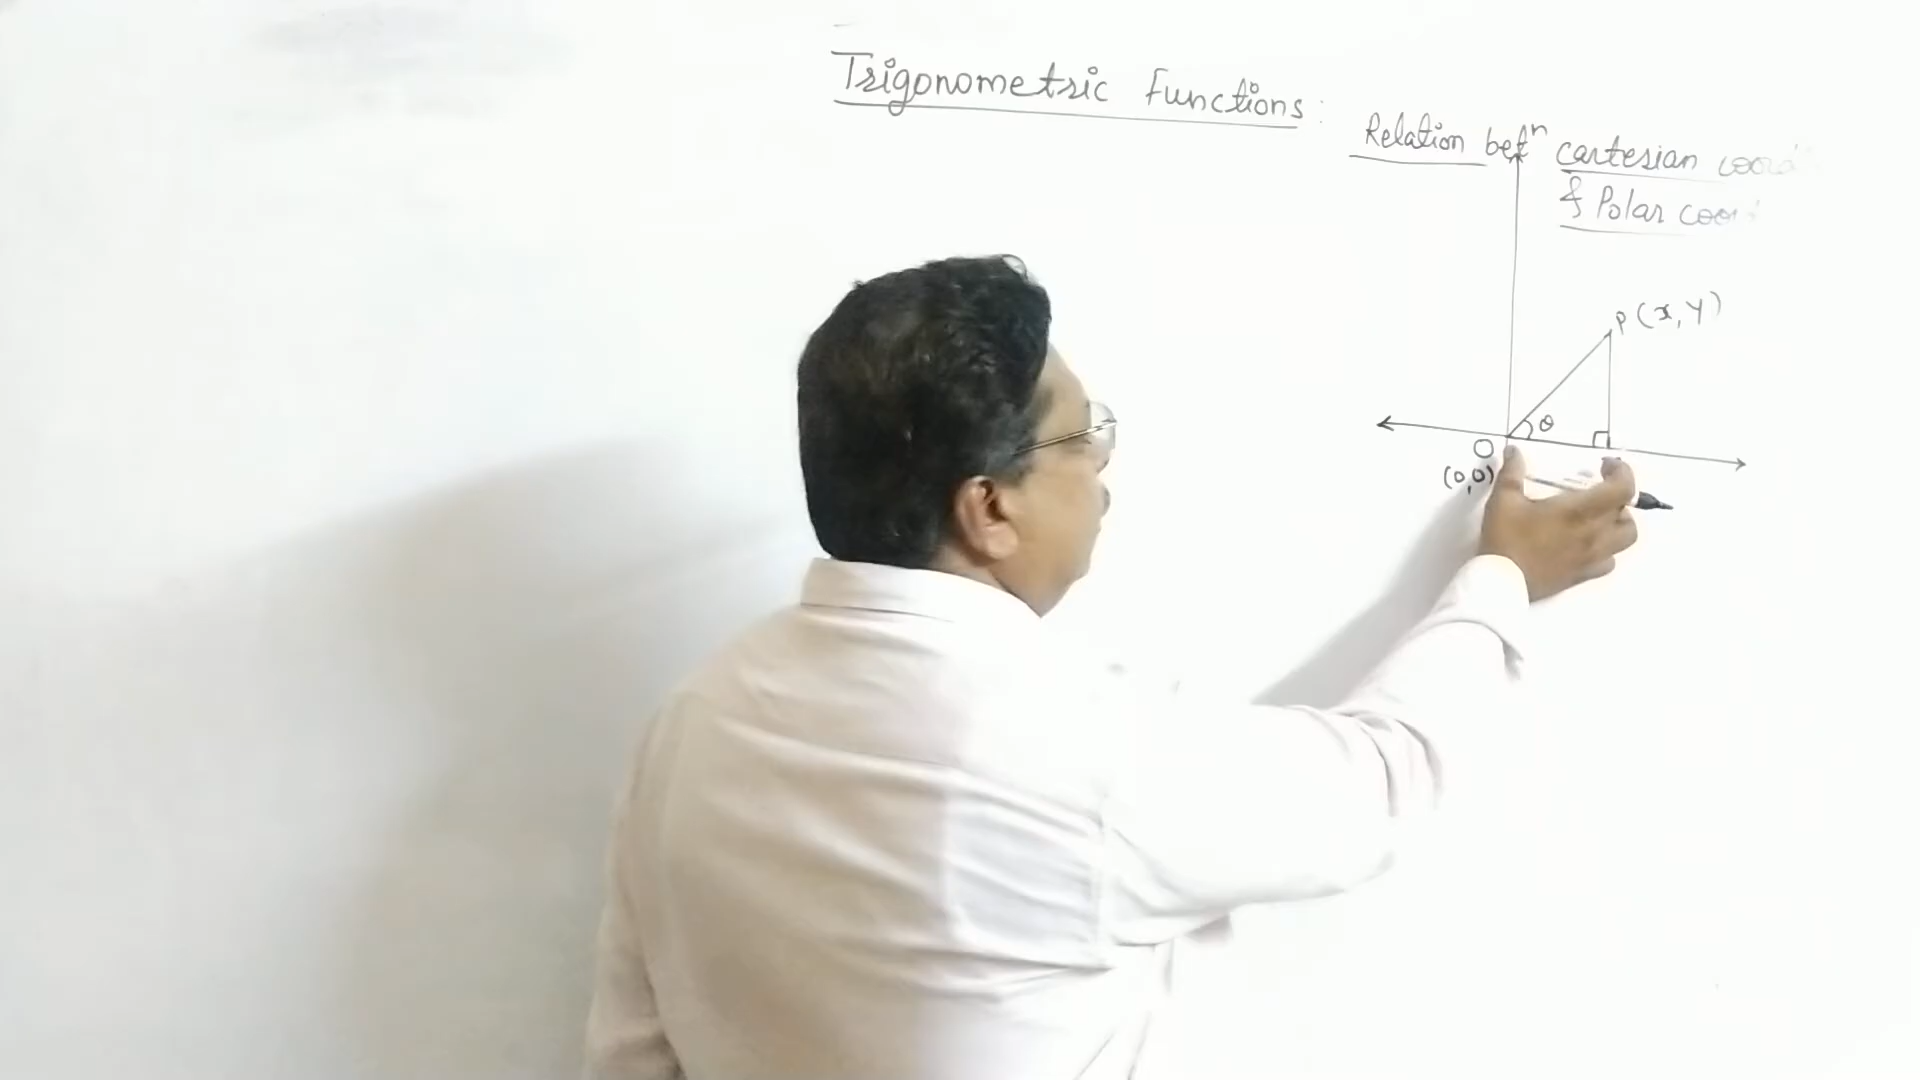 Trigonometric Functions:
Relation betⁿ cartesian
& Polar
P(x,y)
θ
O
(0,0)